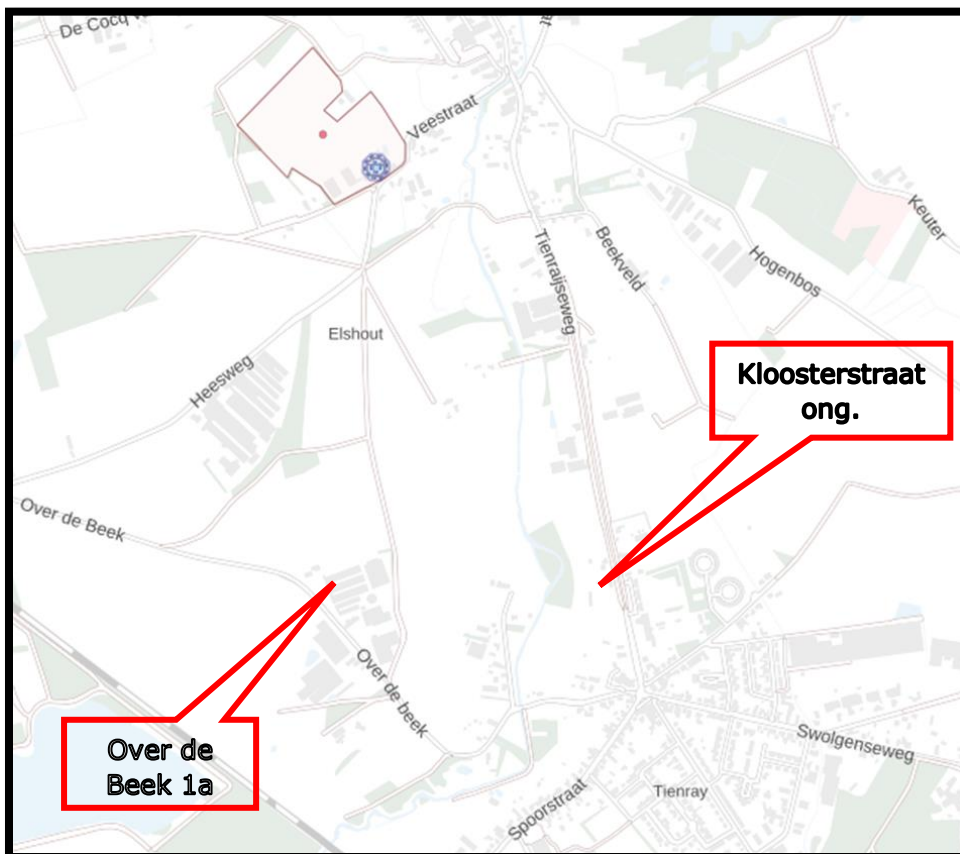 De Cocq
Veestraat
Keuter
Tienraijseweg
Beekveld
Hogenbos
Elshout
Heesweg
Kloosterstraat
ong.
Over de Beek
Over de beek
Over de
Beek 1a
Swolgenseweg
Spoorstraat
Tienray